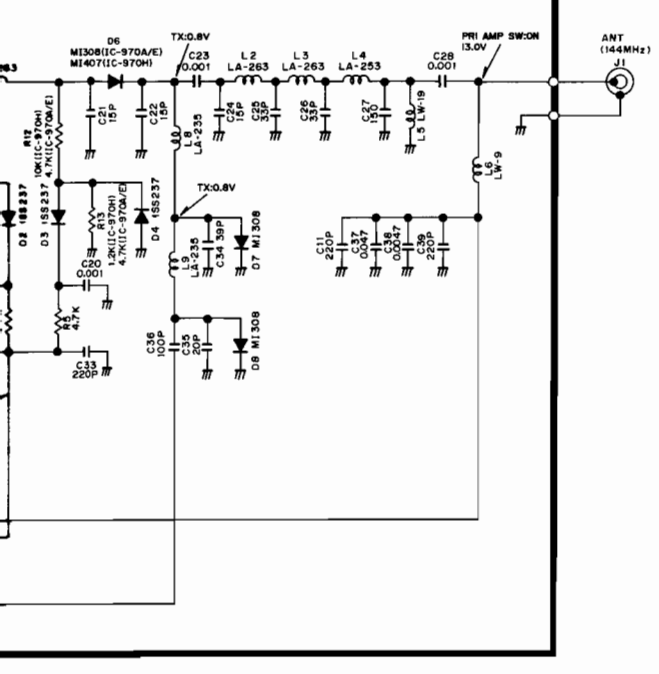 D6
MI308(IC-970A/E)
MI407(IC-970H)
TX:0.8V
C23
0.001
L2
LA-263
L3
LA-263
L4
LA-253
C28
0.001
PRI AMP SW:ON
13.0V
ANT
(144MHz)
J1
263
R12
10K(IC-970H)
4.7K(IC-970A/E)
C21
15P
C22
15P
L8
LA-235
C24
15P
C25
33P
C26
33P
C27
150
L5 LW-19
L6
LW-9
D2 1SS237
D3 1SS237
R13
1.2K(IC-970H)
4.7K(IC-970A/E)
D4 1SS237
TX:0.8V
C34 39P
D7 MI308
L9
LA-235
C20
0.001
C11
220P
C37
0.0047
C38
0.0047
C39
220P
R5
4.7K
C33
220P
C36
100P
C35
20P
D8 MI308